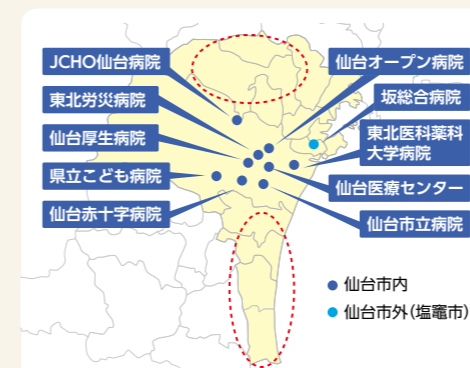 JCHO仙台病院
東北労災病院
仙台厚生病院
県立こども病院
仙台赤十字病院
仙台オープン病院
坂総合病院
東北医科薬科
大学病院
仙台医療センター
仙台市立病院
仙台市内
仙台市外(塩竈市)